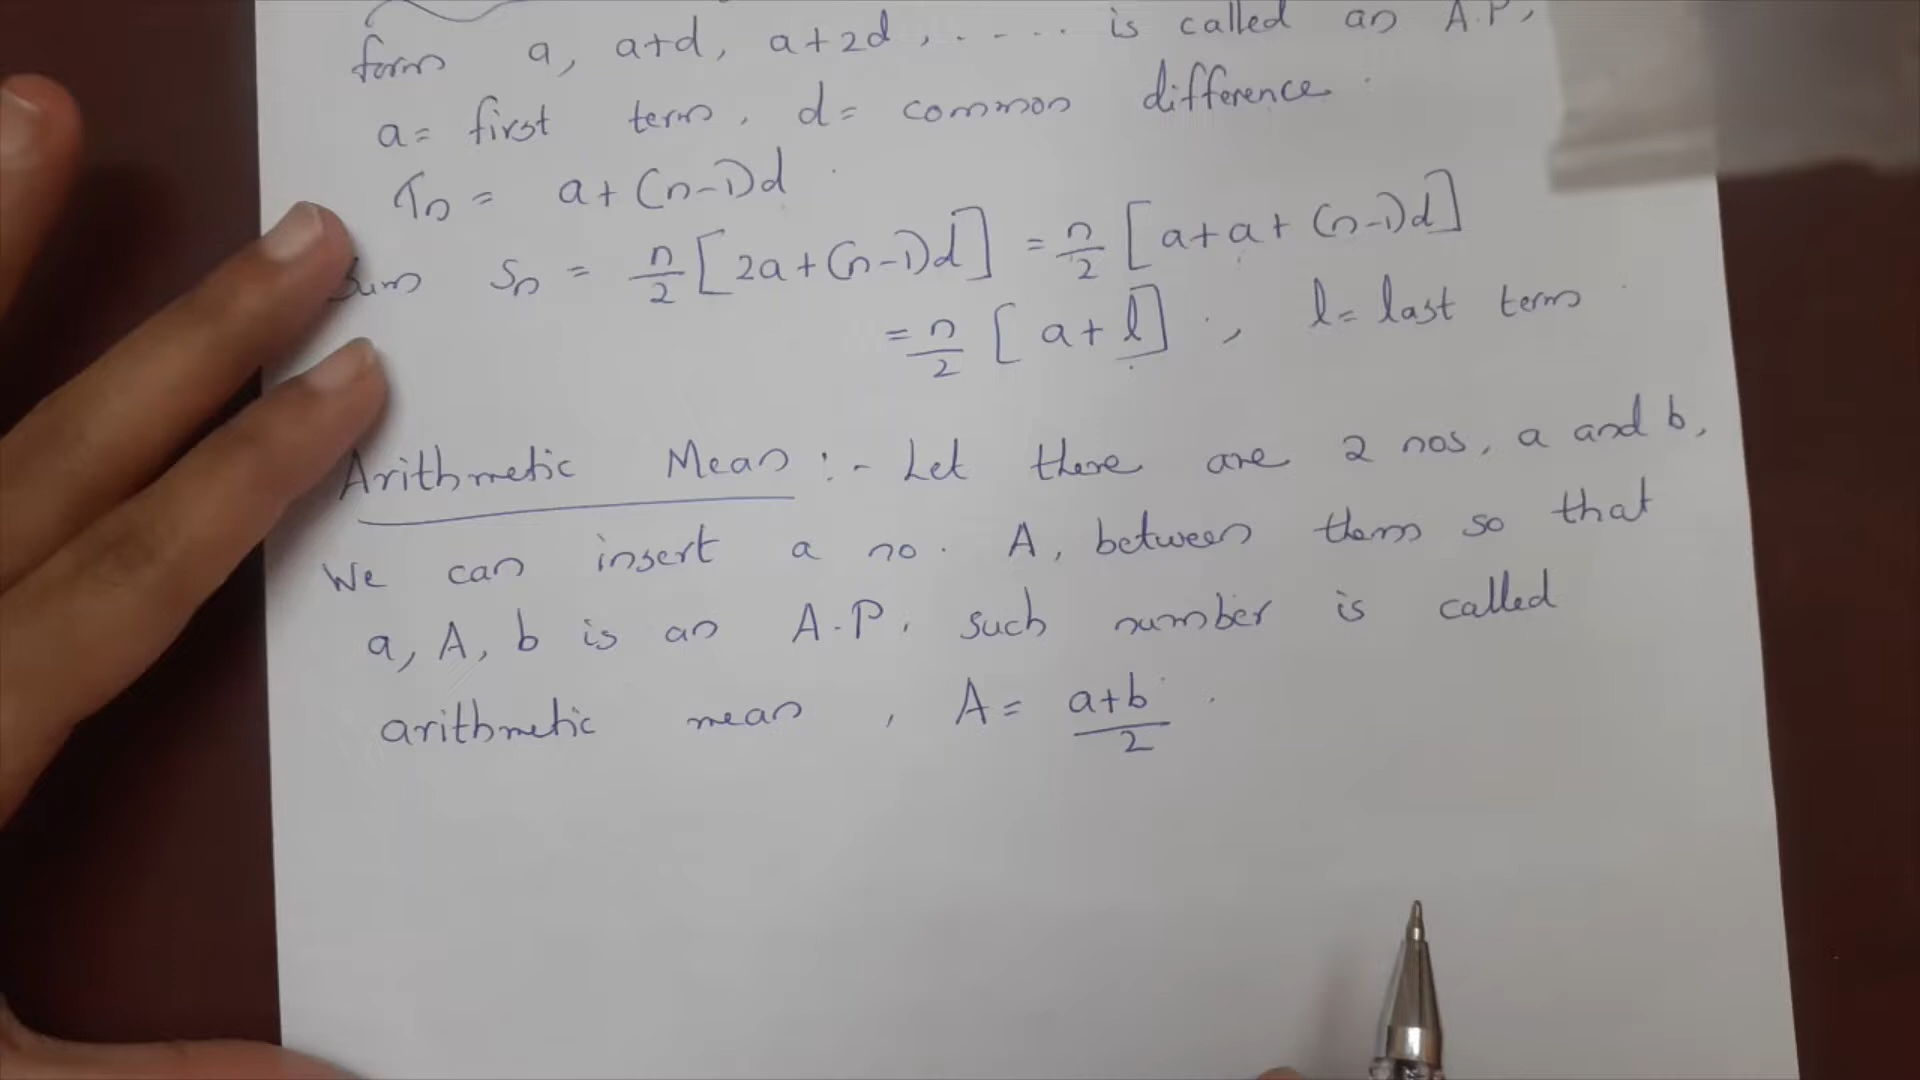 form a, a+d, a+2d, ..... is called an A.P,
a = first term, d = common difference.
Tn = a+(n-1)d
Sum Sn = n/2 [2a+(n-1)d] = n/2 [a+a+(n-1)d]
= n/2 [a+l] , l = last term
Arithmetic Mean :- Let there are 2 nos, a and b,
We can insert a no. A, between them so that
a, A, b is an A.P. such number is called
arithmetic mean, A = a+b/2 .